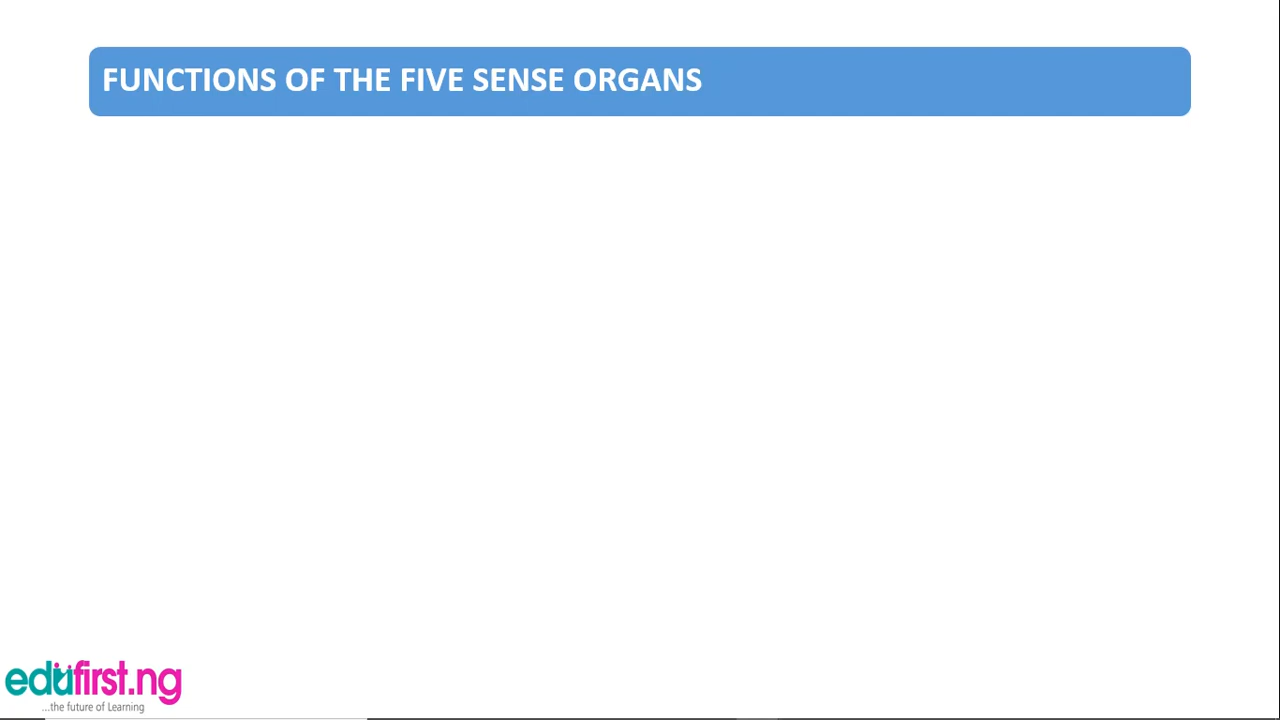 FUNCTIONS OF THE FIVE SENSE ORGANS
edufirst.ng
...the future of Learning